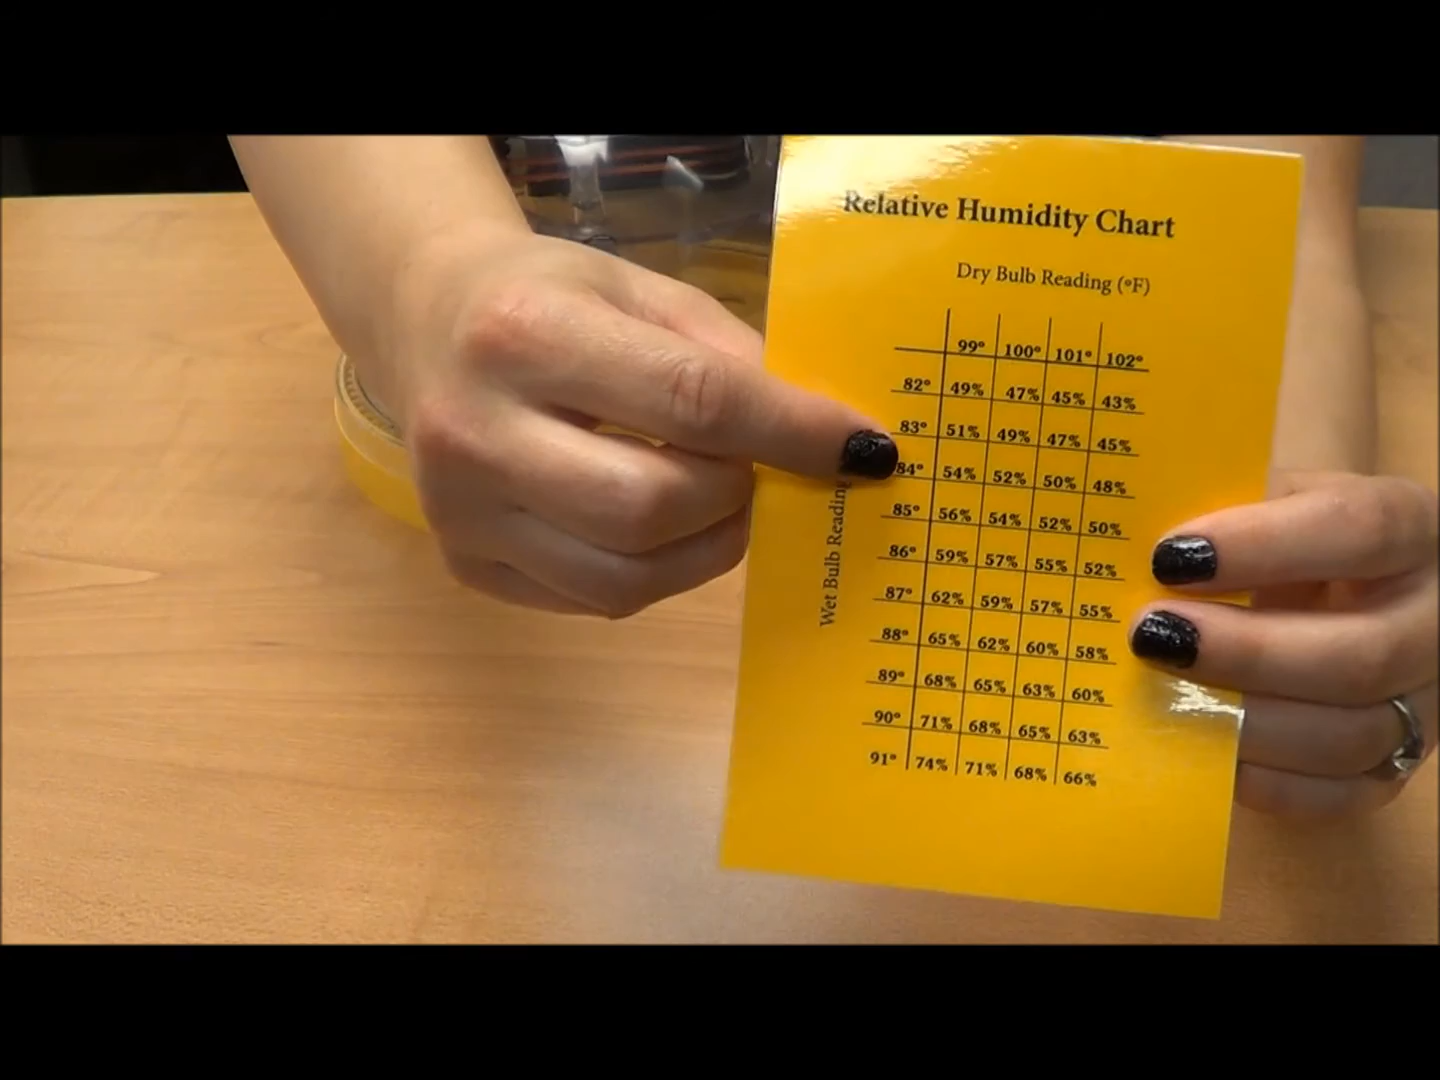 Relative Humidity Chart
Dry Bulb Reading (°F)
99° 100° 101° 102°
82° 49% 47% 45% 43%
83° 51% 49% 47% 45%
84° 54% 52% 50% 48%
85° 56% 54% 52% 50%
86° 59% 57% 55% 52%
87° 62% 59% 57% 55%
88° 65% 62% 60% 58%
89° 68% 65% 63% 60%
90° 71% 68% 65% 63%
91° 74% 71% 68% 66%
Wet Bulb Reading